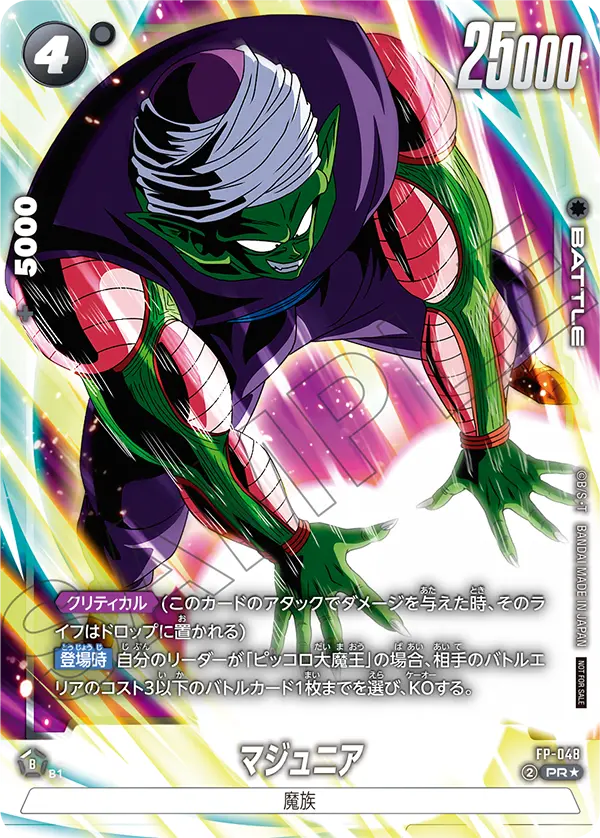 4
25000
5000
BATTLE
SAMPLE
©B/S・T BANDAI MADE IN JAPAN
NOT FOR SALE
クリティカル (このカードのアタックでダメージを与えた時、そのラ
イフはドロップに置かれる)
登場時 自分のリーダーが「ピッコロ大魔王」の場合、相手のバトルエ
リアのコスト3以下のバトルカード1枚までを選び、KOする。
B
B1
マジュニア
FP-048
2 PR★
魔族